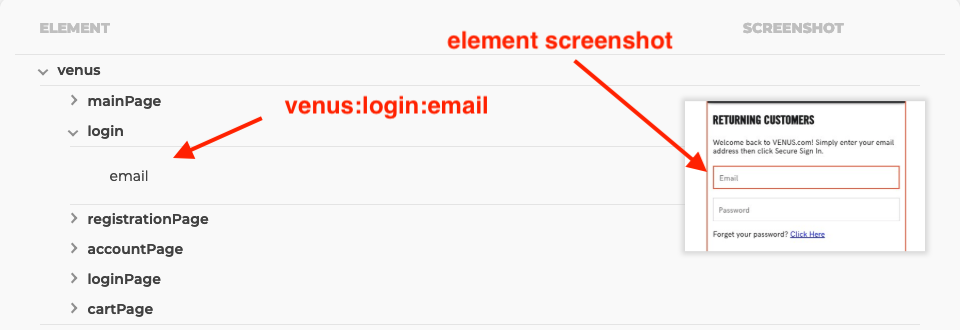 ELEMENT
SCREENSHOT
element screenshot
venus
mainPage
venus:login:email
login
email
registrationPage
accountPage
loginPage
cartPage
RETURNING CUSTOMERS
Welcome back to VENUS.com! Simply enter your email
address then click Secure Sign In.
Email
Password
Forget your password? Click Here